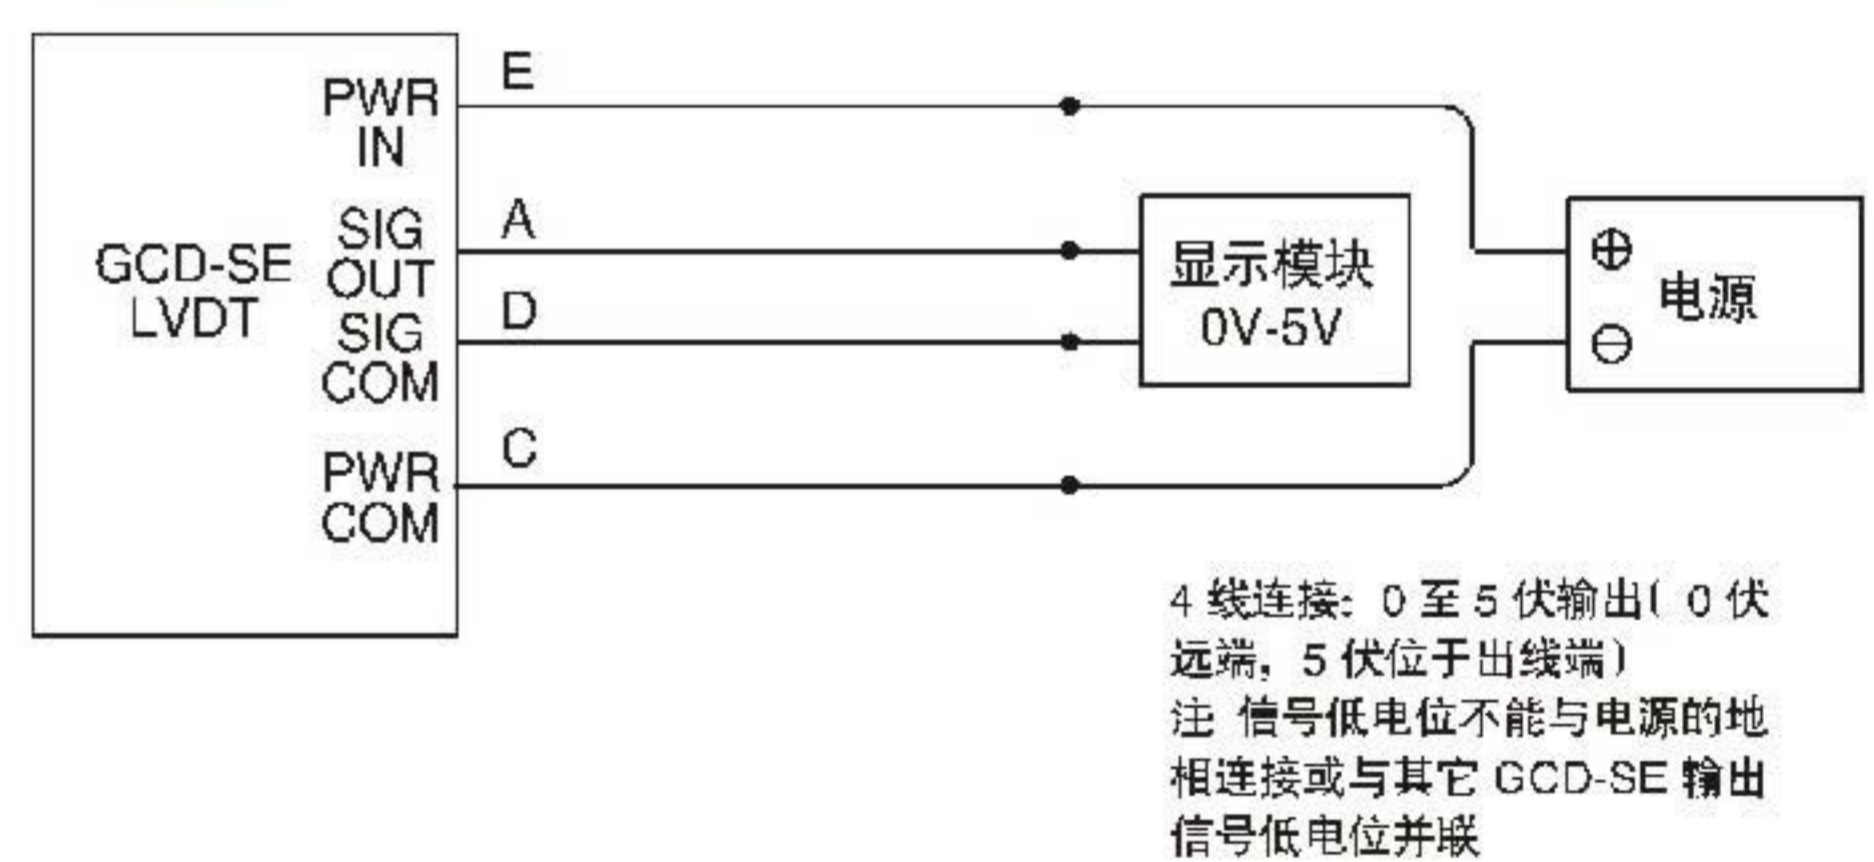 PWR
IN
E
SIG
OUT
A
GCD-SE
LVDT
SIG
COM
D
PWR
COM
C
显示模块
0V-5V
⊕
⊖
电源
4 线连接: 0 至 5 伏输出( 0 伏
远端, 5 伏位于出线端)
注 信号低电位不能与电源的地
相连接或与其它 GCD-SE 输出
信号低电位并联